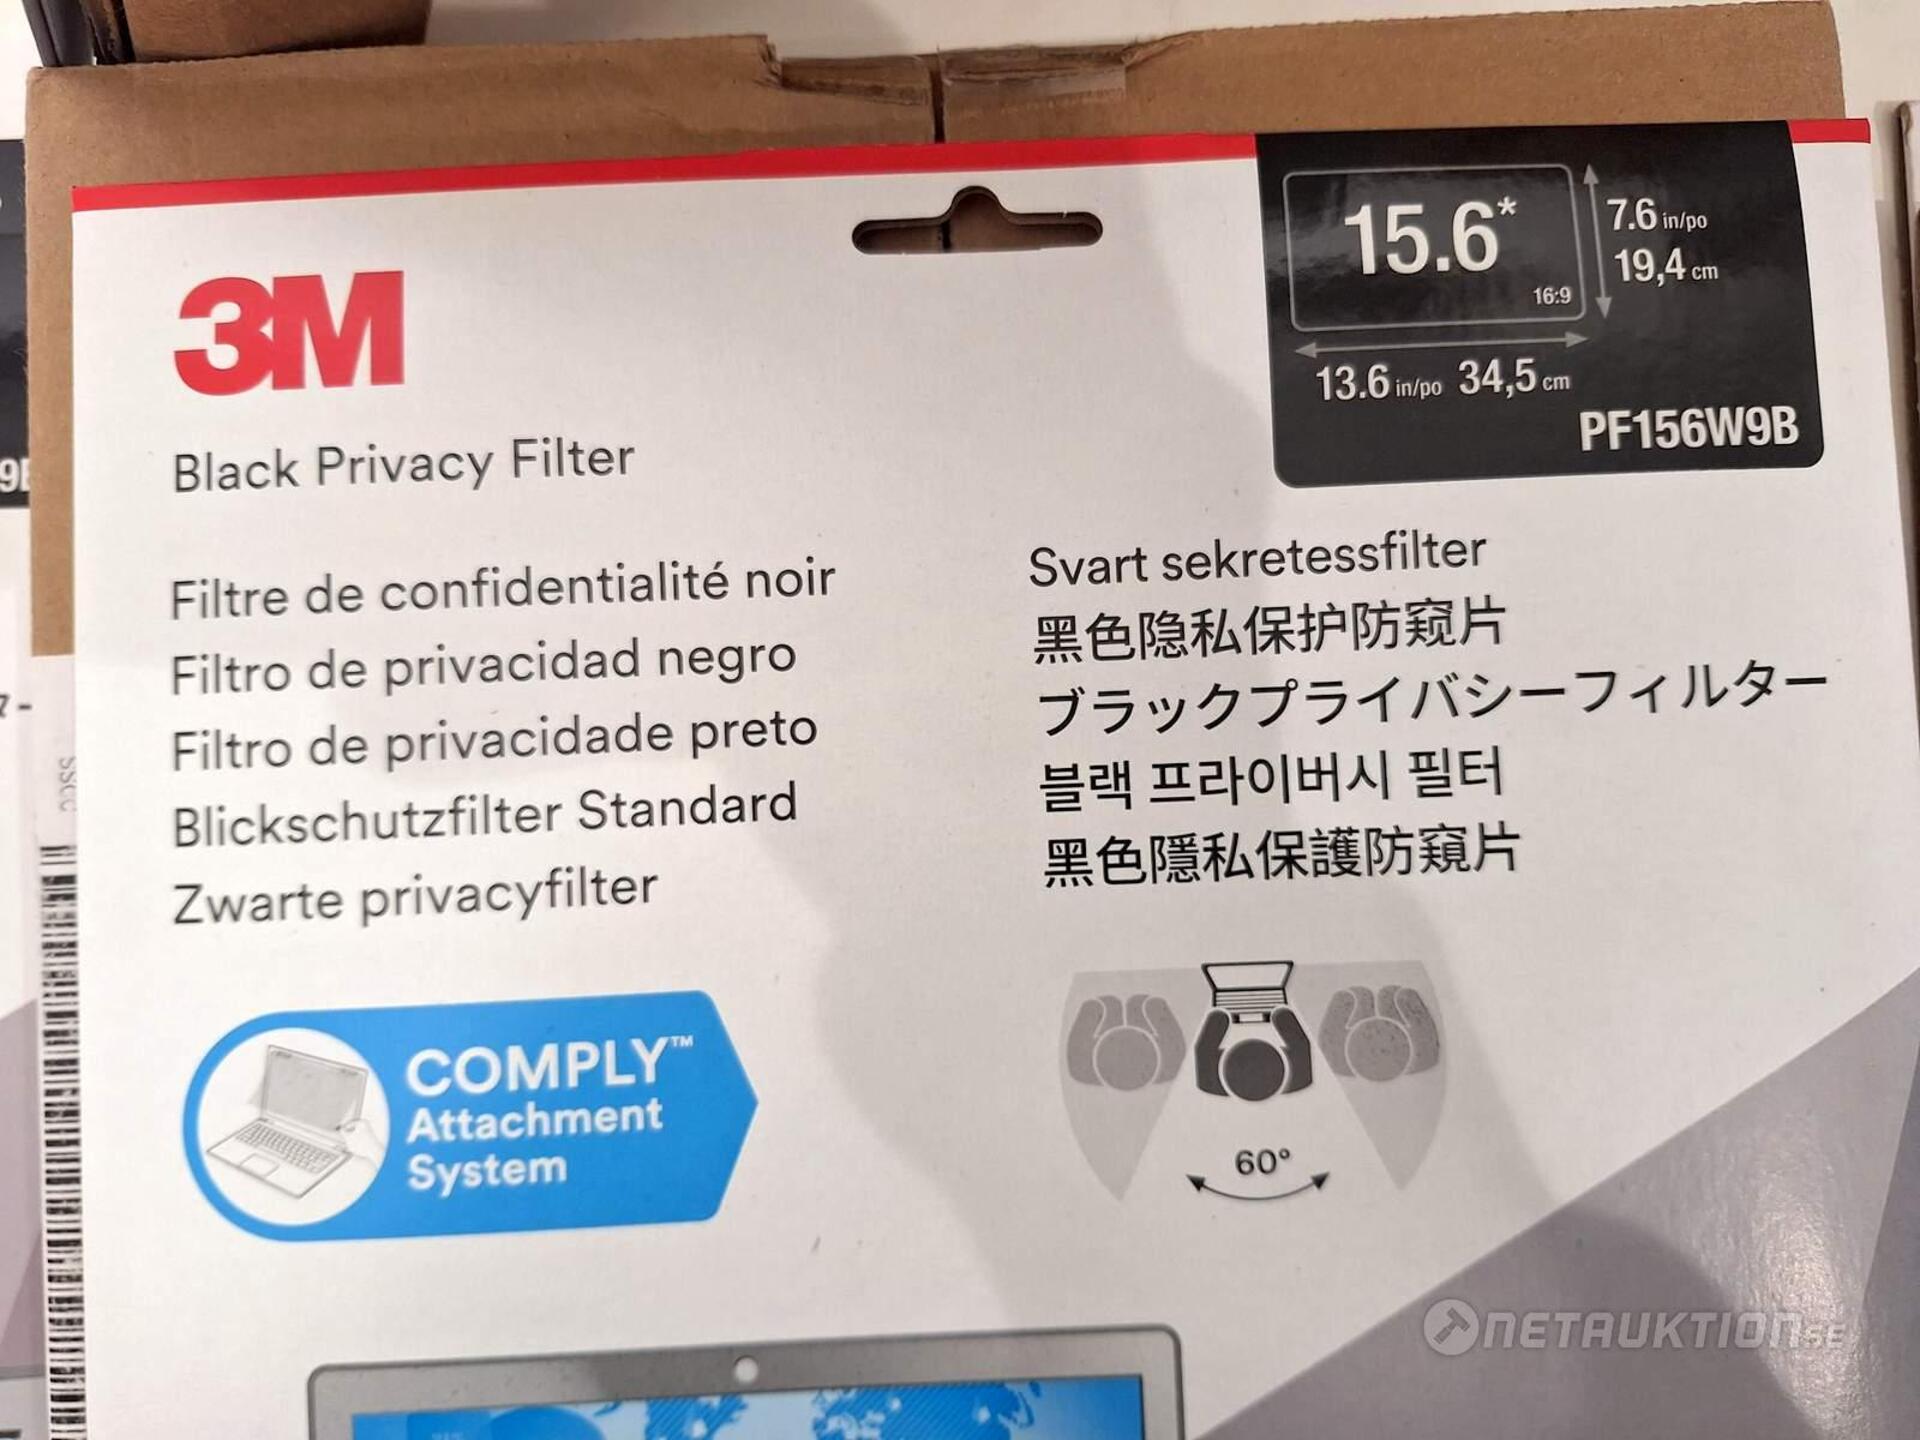 15.6*
16:9
7.6 in/po
19,4 cm
13.6 in/po 34,5 cm
PF156W9B
3M
Black Privacy Filter
Filtre de confidentialité noir
Filtro de privacidad negro
Filtro de privacidade preto
Blickschutzfilter Standard
Zwarte privacyfilter
Svart sekretessfilter
黑色隐私保护防窥片
ブラックプライバシーフィルター
블랙 프라이버시 필터
黑色隱私保護防窺片
COMPLY™
Attachment
System
60°
SSCC
NETAUKTION.SE